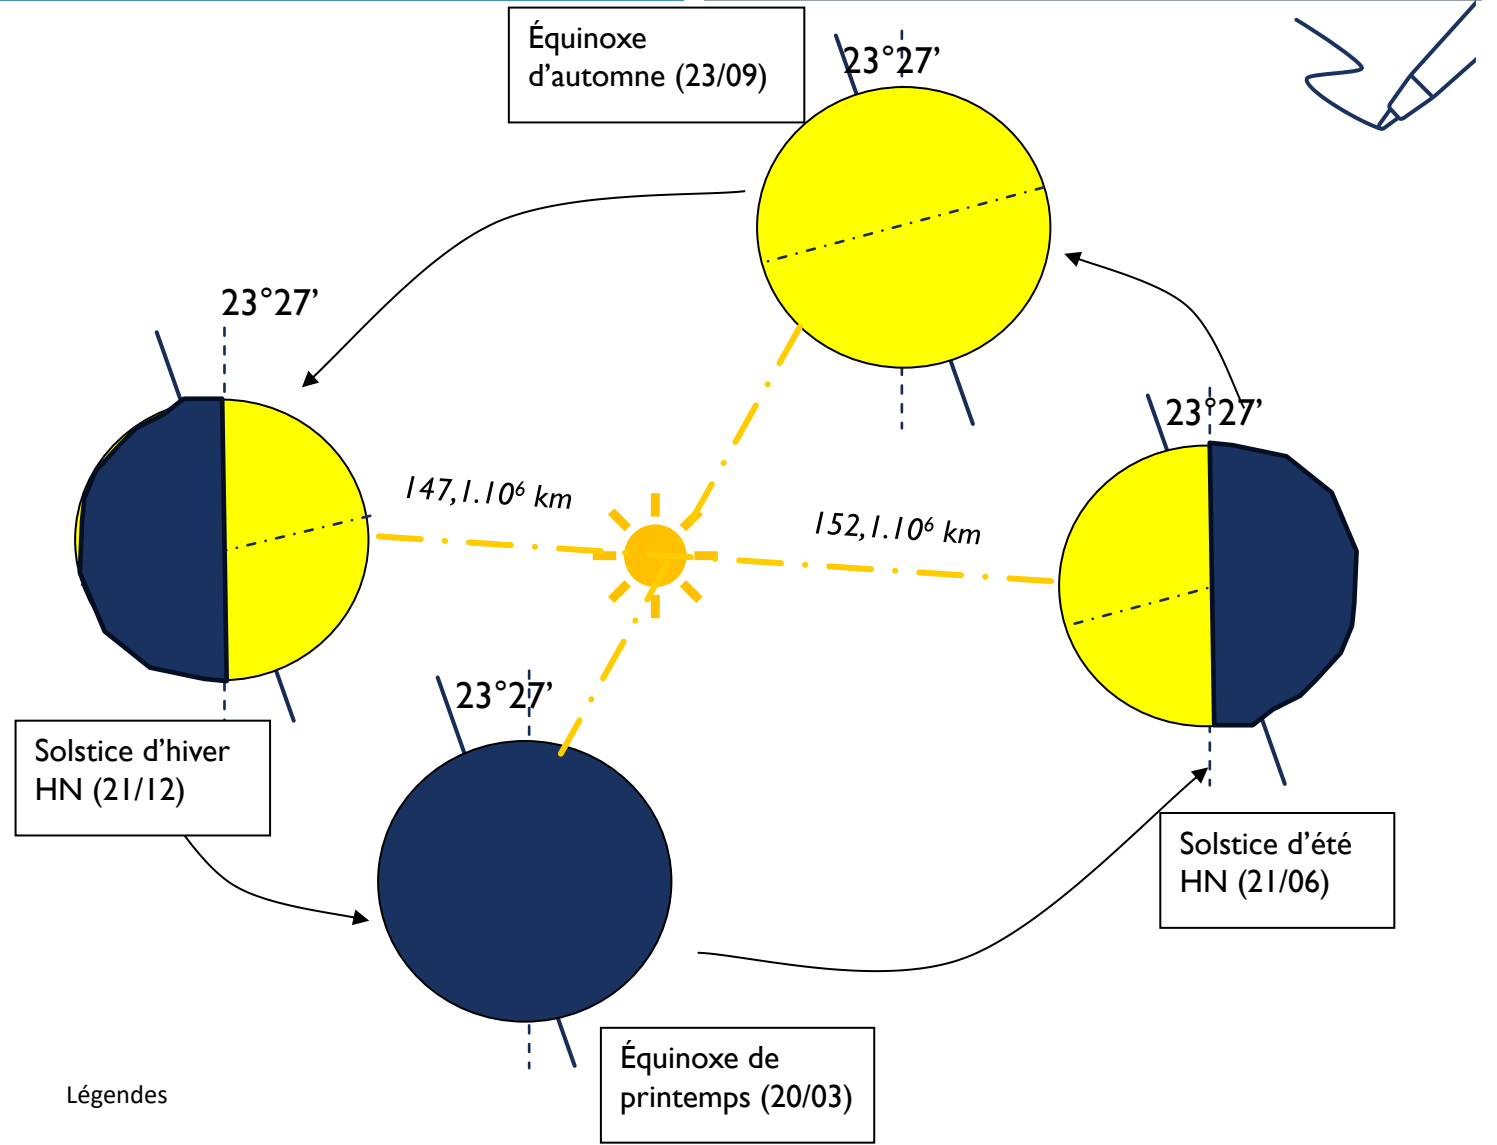 Équinoxe
d’automne (23/09)
23°27’
23°27’
147,1.10⁶ km
152,1.10⁶ km
23°27’
23°27’
Solstice d’hiver
HN (21/12)
Solstice d’été
HN (21/06)
Équinoxe de
printemps (20/03)
Légendes